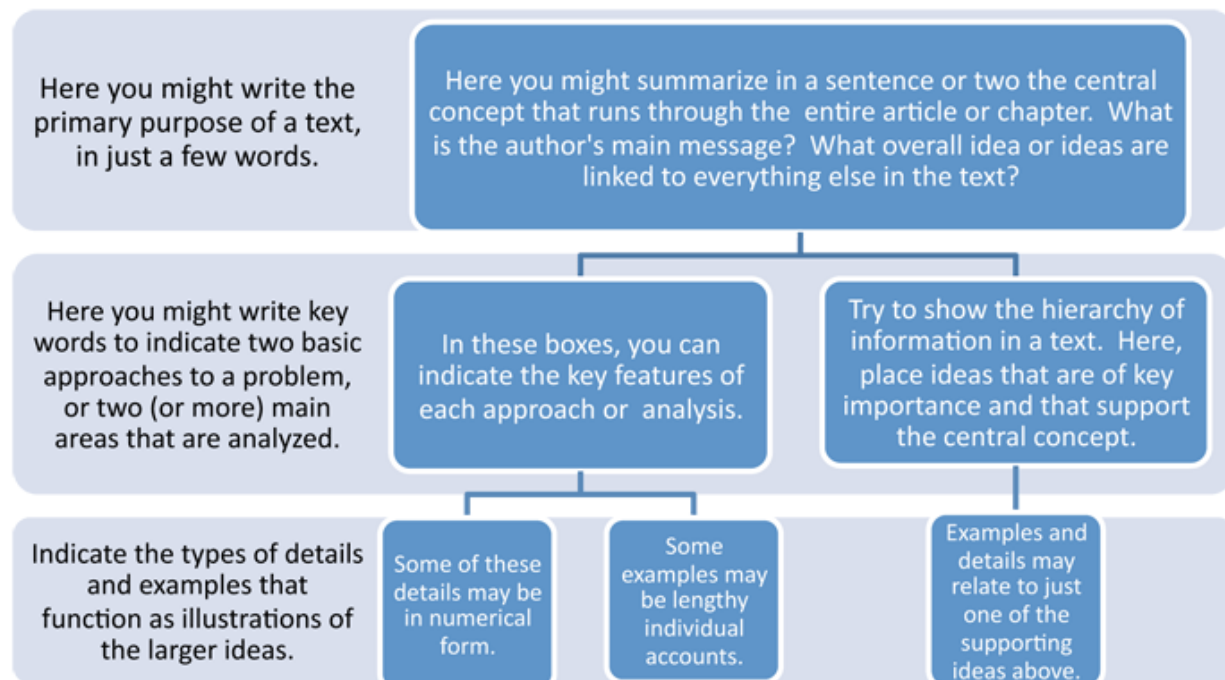 Here you might write the
primary purpose of a text,
in just a few words.
Here you might summarize in a sentence or two the central
concept that runs through the entire article or chapter. What
is the author's main message? What overall idea or ideas are
linked to everything else in the text?
Here you might write key
words to indicate two basic
approaches to a problem,
or two (or more) main
areas that are analyzed.
In these boxes, you can
indicate the key features of
each approach or analysis.
Try to show the hierarchy of
information in a text. Here,
place ideas that are of key
importance and that support
the central concept.
Indicate the types of details
and examples that
function as illustrations of
the larger ideas.
Some of these
details may be
in numerical
form.
Some
examples may
be lengthy
individual
accounts.
Examples and
details may
relate to just
one of the
supporting
ideas above.